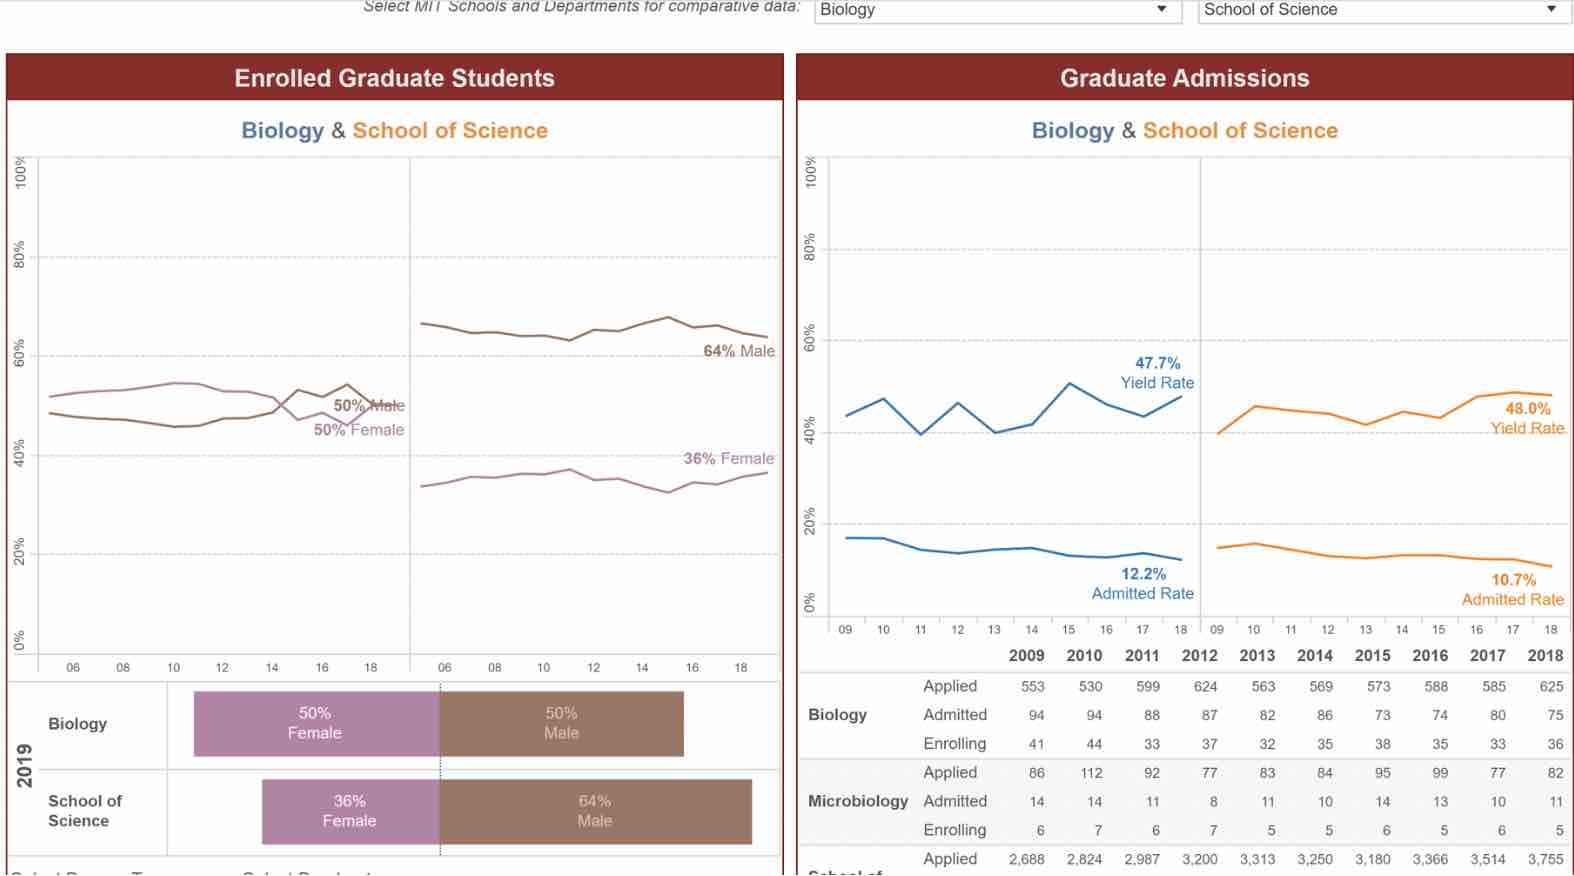 Select MIT Schools and Departments for comparative data:
Biology
School of Science
Enrolled Graduate Students
Biology & School of Science
100%
80%
60%
40%
20%
0%
64% Male
50% Male
50% Female
36% Female
06 08 10 12 14 16 18 06 08 10 12 14 16 18
2019
Biology
50%
Female
50%
Male
School of
Science
36%
Female
64%
Male
Graduate Admissions
Biology & School of Science
100%
80%
60%
40%
20%
0%
47.7%
Yield Rate
48.0%
Yield Rate
12.2%
Admitted Rate
10.7%
Admitted Rate
09 10 11 12 13 14 15 16 17 18 09 10 11 12 13 14 15 16 17 18
2009 2010 2011 2012 2013 2014 2015 2016 2017 2018
Biology
Applied 553 530 599 624 563 569 573 588 585 625
Admitted 94 94 88 87 82 86 73 74 80 75
Enrolling 41 44 33 37 32 35 38 35 33 36
Microbiology
Applied 86 112 92 77 83 84 95 99 77 82
Admitted 14 14 11 8 11 10 14 13 10 11
Enrolling 6 7 6 7 5 5 6 5 6 5
Applied 2,688 2,824 2,987 3,200 3,313 3,250 3,180 3,366 3,514 3,755
School of